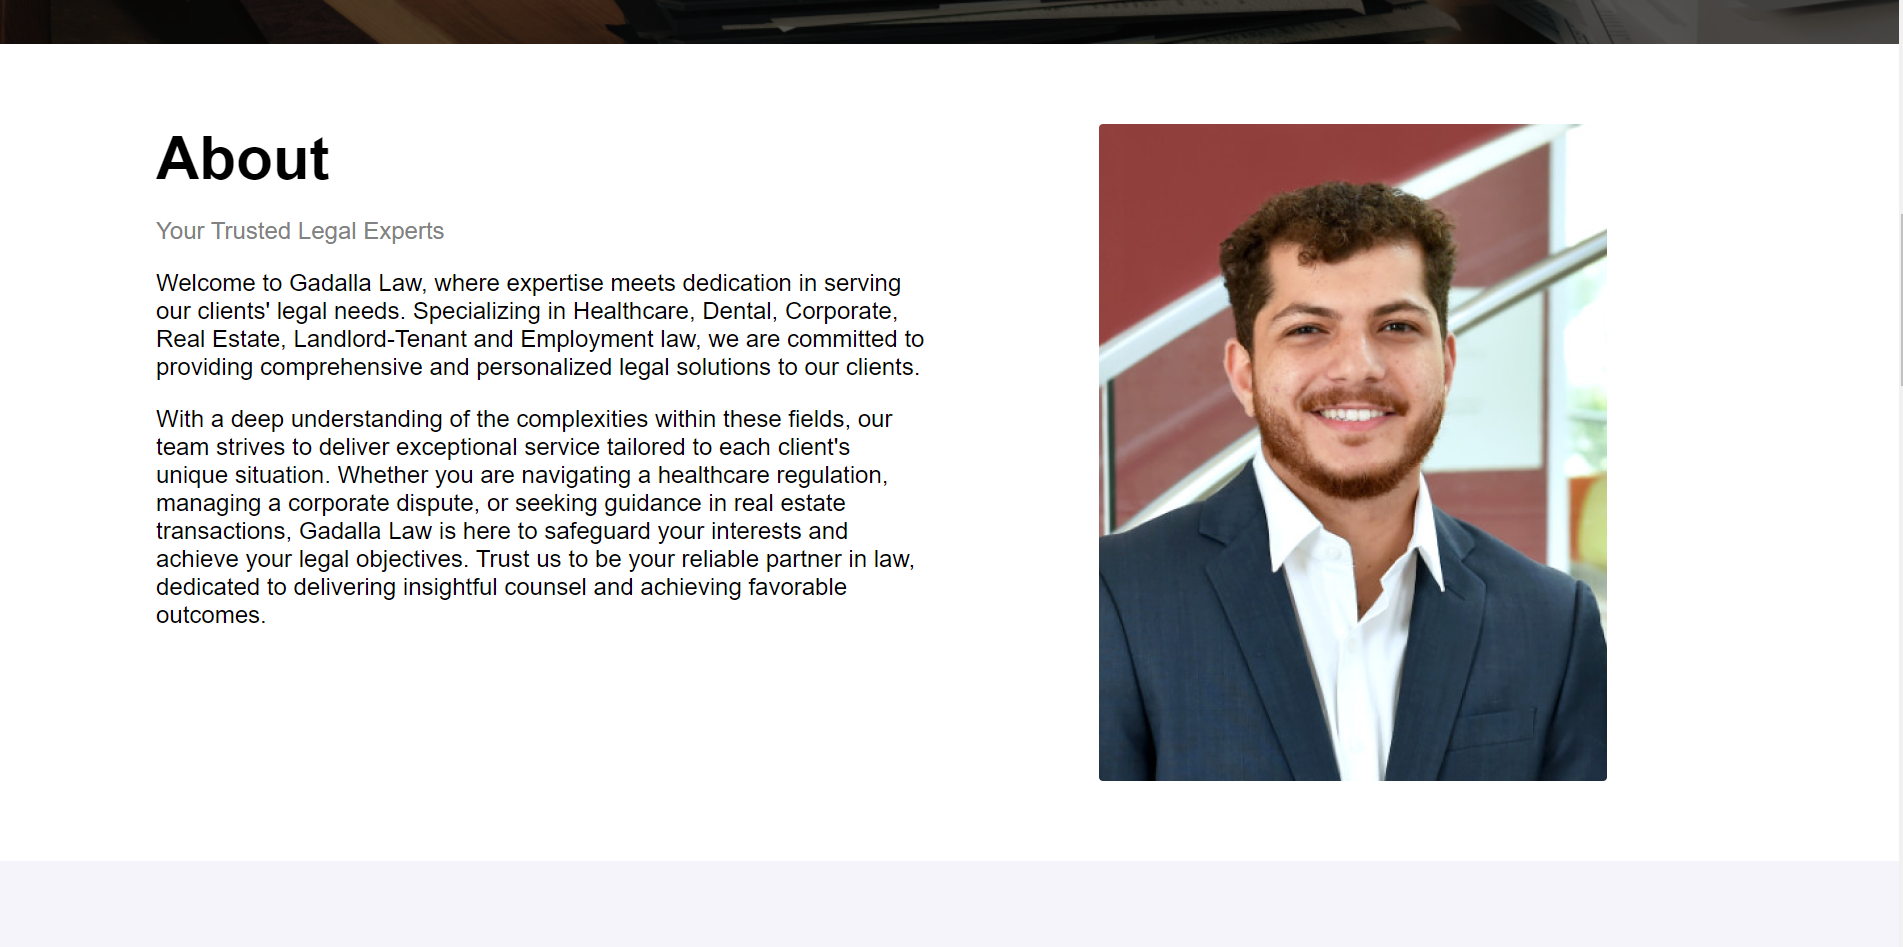 About
Your Trusted Legal Experts
Welcome to Gadalla Law, where expertise meets dedication in serving
our clients' legal needs. Specializing in Healthcare, Dental, Corporate,
Real Estate, Landlord-Tenant and Employment law, we are committed to
providing comprehensive and personalized legal solutions to our clients.
With a deep understanding of the complexities within these fields, our
team strives to deliver exceptional service tailored to each client's
unique situation. Whether you are navigating a healthcare regulation,
managing a corporate dispute, or seeking guidance in real estate
transactions, Gadalla Law is here to safeguard your interests and
achieve your legal objectives. Trust us to be your reliable partner in law,
dedicated to delivering insightful counsel and achieving favorable
outcomes.